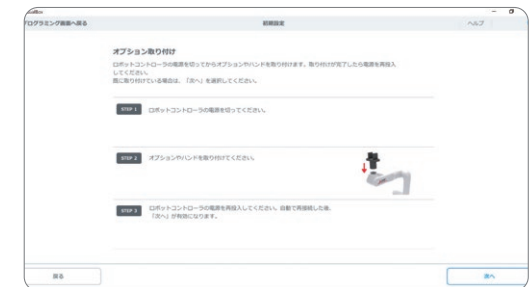 プログラミング画面へ戻る
初期設定
ヘルプ
オプション取り付け
ロボットコントローラの電源を切ってからオプションやハンドを取り付けます。取り付けが完了したら電源を再投入
してください。
既に取り付けている場合は、「次へ」を選択してください。
STEP 1
ロボットコントローラの電源を切ってください。
STEP 2
オプションやハンドを取り付けてください。
STEP 3
ロボットコントローラの電源を再投入してください。自動で再接続した後、
「次へ」が有効になります。
戻る
次へ